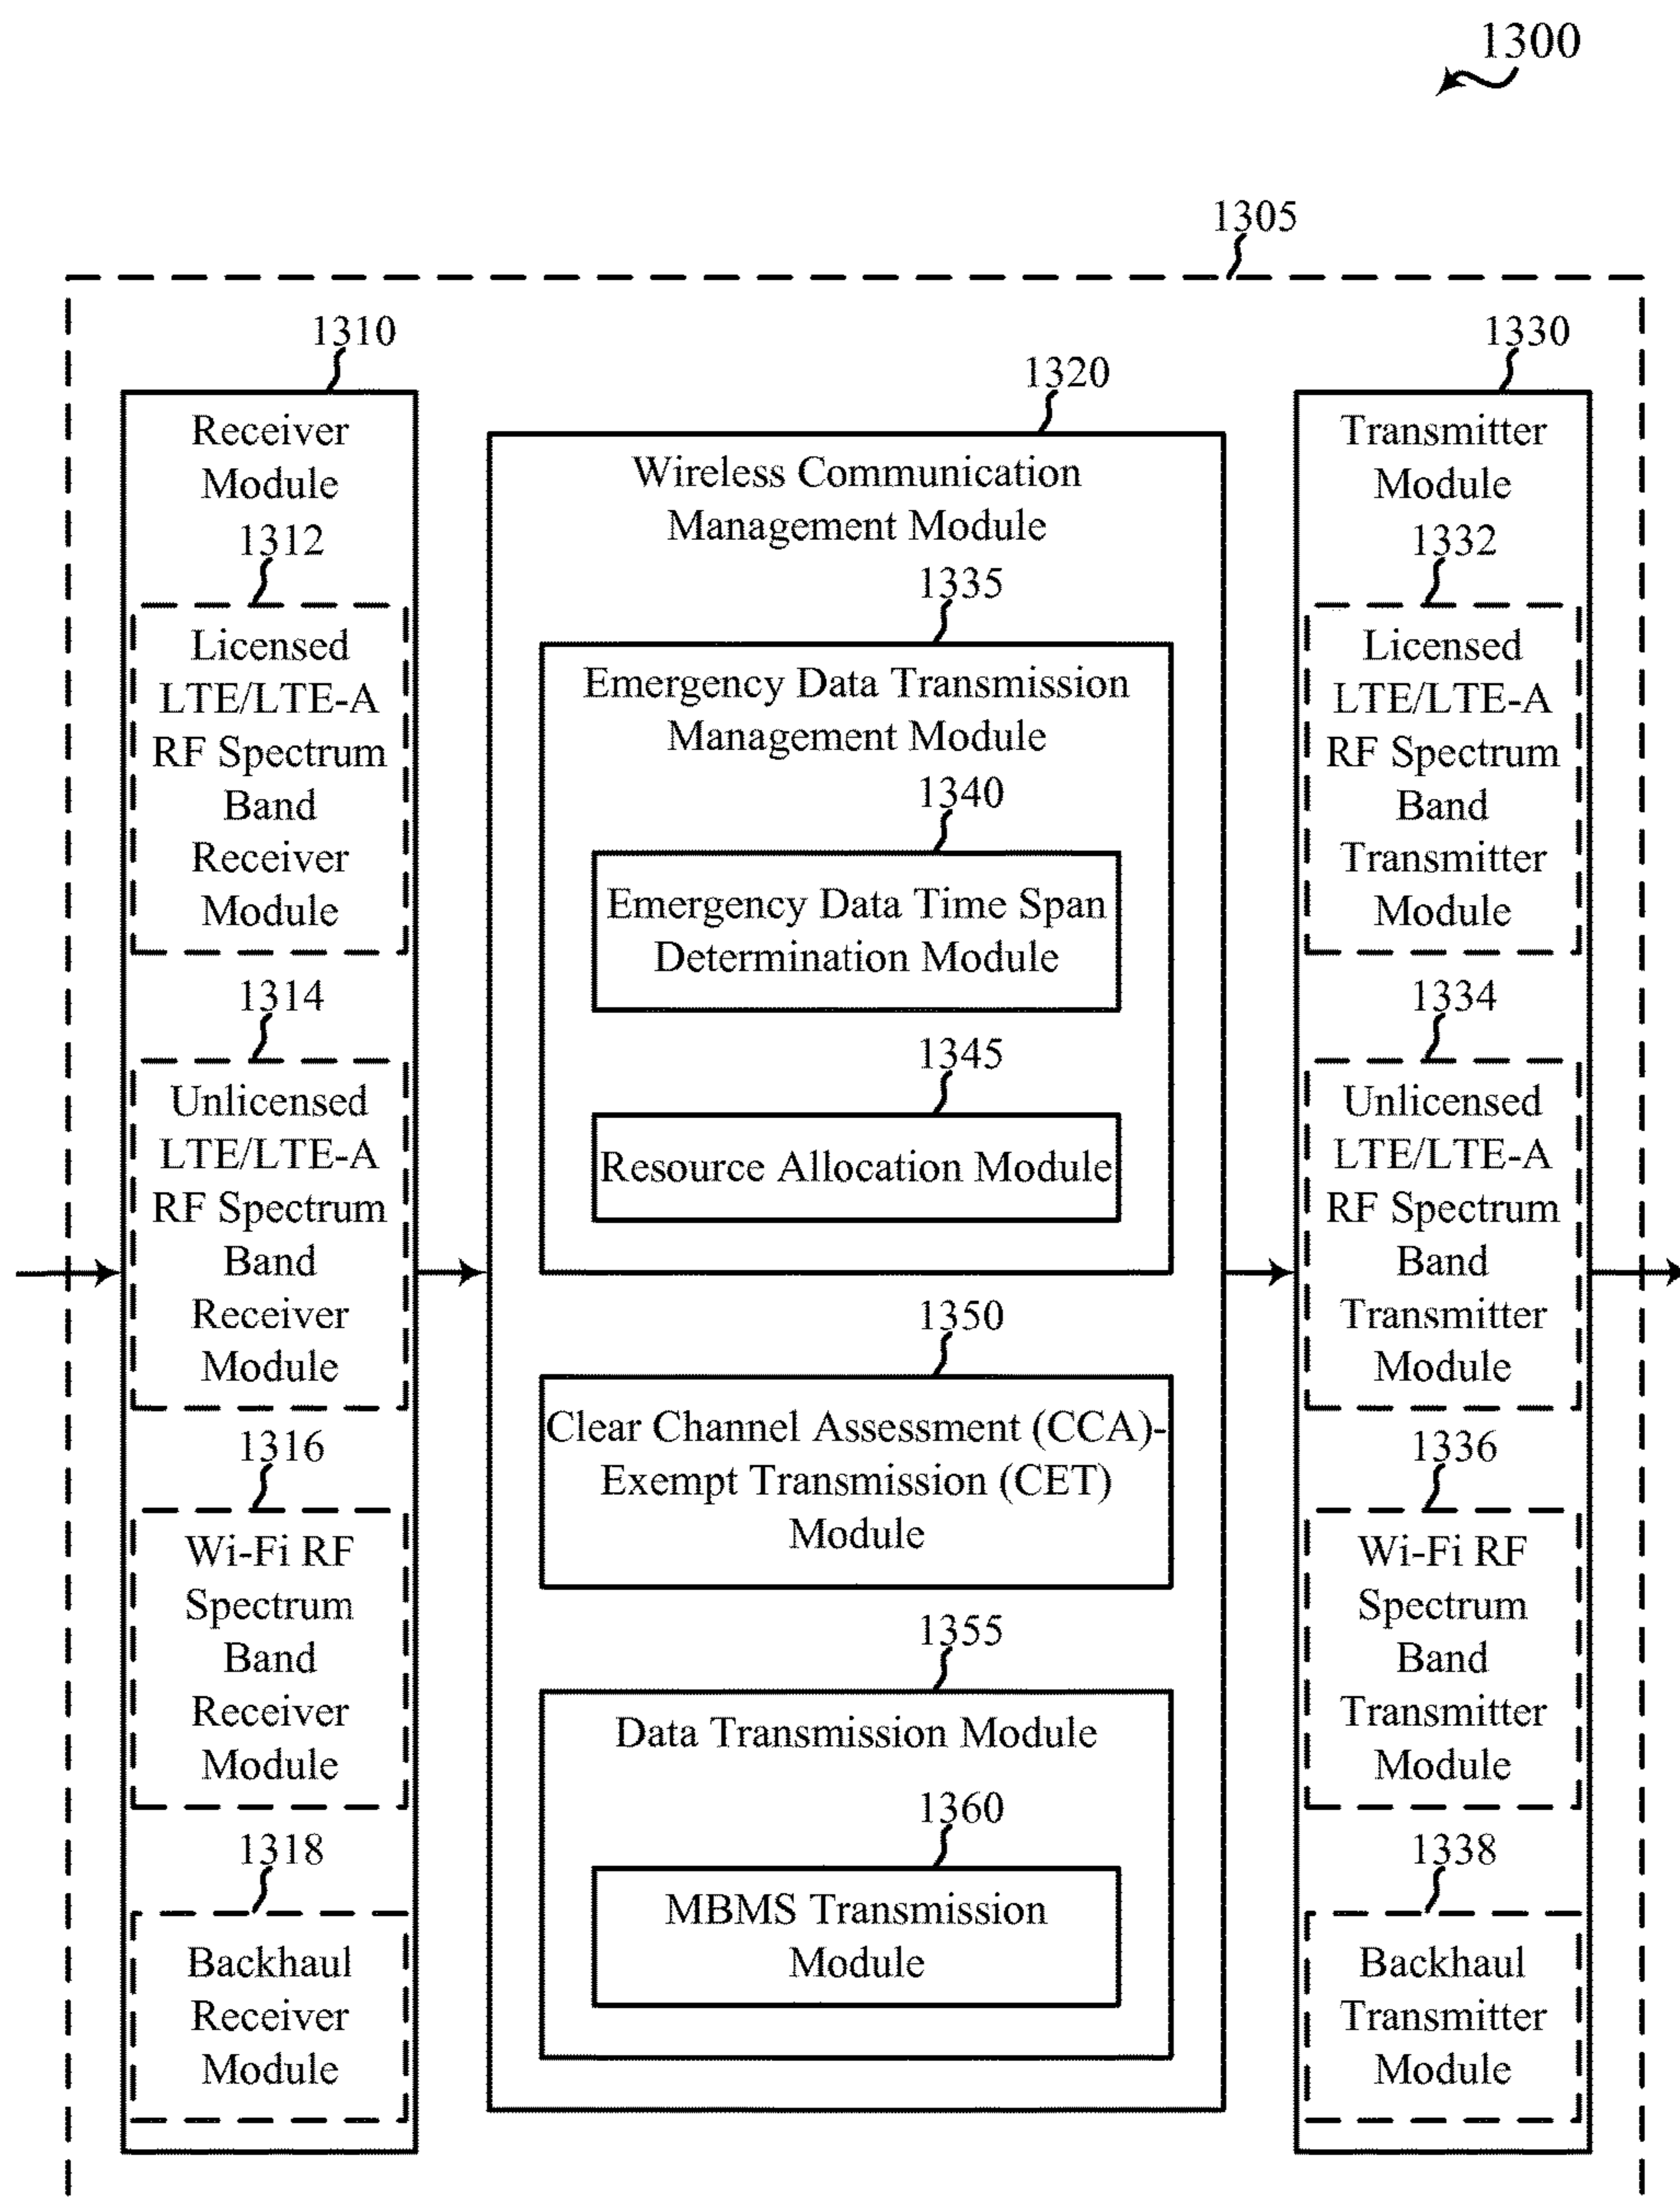 1300
1305
1310
Receiver
Module
1312
Licensed
LTE/LTE-A
RF Spectrum
Band
Receiver
Module
1314
Unlicensed
LTE/LTE-A
RF Spectrum
Band
Receiver
Module
1316
Wi-Fi RF
Spectrum
Band
Receiver
Module
1318
Backhaul
Receiver
Module
1320
Wireless Communication
Management Module
1335
Emergency Data Transmission
Management Module
1340
Emergency Data Time Span
Determination Module
1345
Resource Allocation Module
1350
Clear Channel Assessment (CCA)-
Exempt Transmission (CET)
Module
1355
Data Transmission Module
1360
MBMS Transmission
Module
1330
Transmitter
Module
1332
Licensed
LTE/LTE-A
RF Spectrum
Band
Transmitter
Module
1334
Unlicensed
LTE/LTE-A
RF Spectrum
Band
Transmitter
Module
1336
Wi-Fi RF
Spectrum
Band
Transmitter
Module
1338
Backhaul
Transmitter
Module